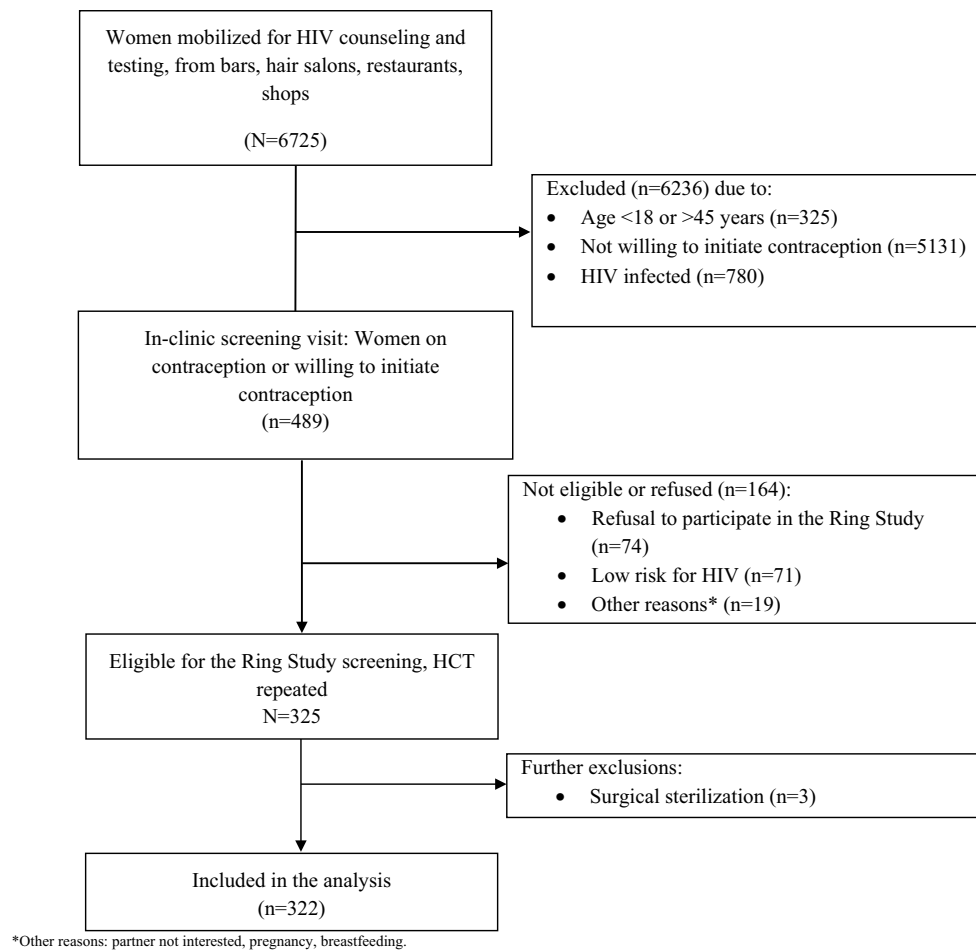 Women mobilized for HIV counseling and
testing, from bars, hair salons, restaurants,
shops
(N=6725)
Excluded (n=6236) due to:
• Age <18 or >45 years (n=325)
• Not willing to initiate contraception (n=5131)
• HIV infected (n=780)
In-clinic screening visit: Women on
contraception or willing to initiate
contraception
(n=489)
Not eligible or refused (n=164):
• Refusal to participate in the Ring Study
(n=74)
• Low risk for HIV (n=71)
• Other reasons* (n=19)
Eligible for the Ring Study screening, HCT
repeated
N=325
Further exclusions:
• Surgical sterilization (n=3)
Included in the analysis
(n=322)
*Other reasons: partner not interested, pregnancy, breastfeeding.